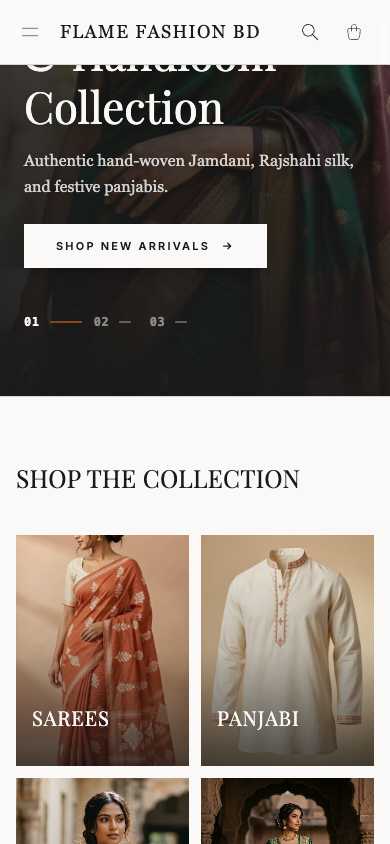 FLAME FASHION BD
& Handloom
Collection
Authentic hand-woven Jamdani, Rajshahi silk,
and festive panjabis.
SHOP NEW ARRIVALS →
01 02 03
SHOP THE COLLECTION
SAREES PANJABI